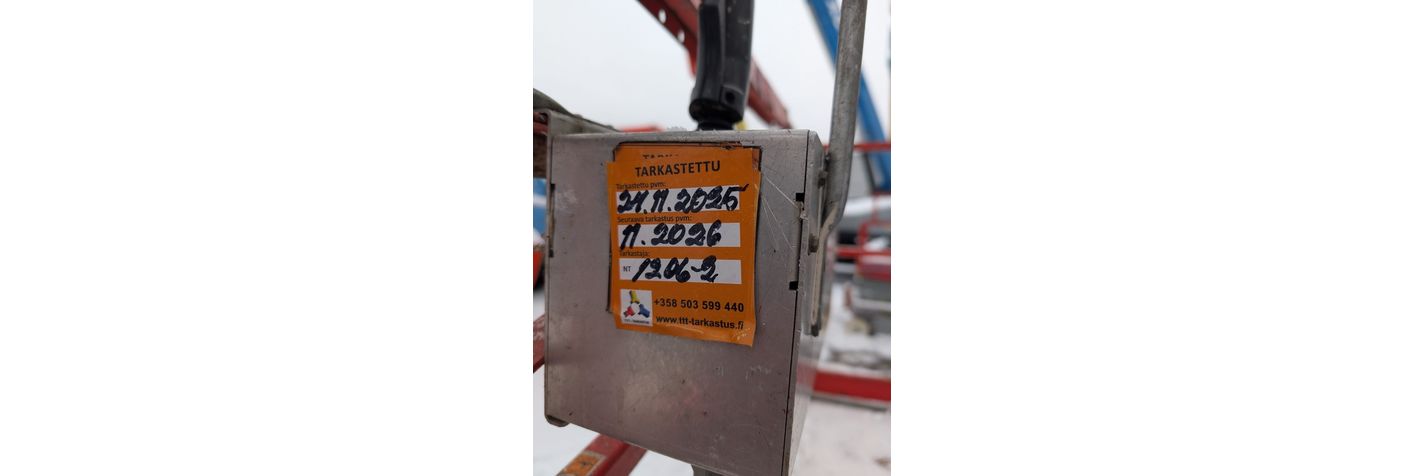 TARKASTETTU
Tarkastettu pvm:
21.11.2025
Seuraava tarkastus pvm:
11.2026
Tarkastaja:
NT 1206-2
+358 503 599 440
www.ttt-tarkastus.fi